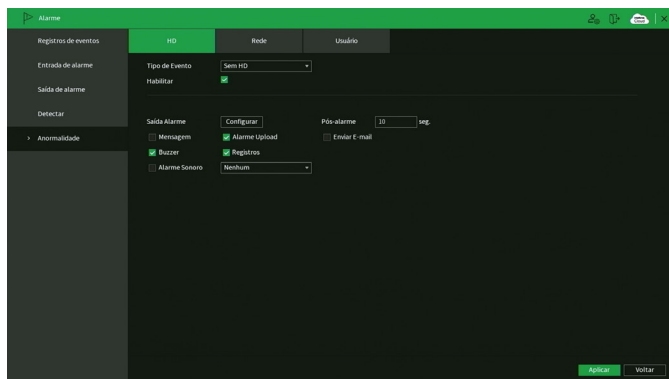 Alarme
Registros de eventos
Entrada de alarme
Saída de alarme
Detectar
> Anormalidade
HD Rede Usuário
Tipo de Evento Sem HD
Habilitar
Saída Alarme Configurar Pós-alarme 10 seg.
Mensagem Alarme Upload Enviar E-mail
Buzzer Registros
Alarme Sonoro Nenhum
Aplicar Voltar